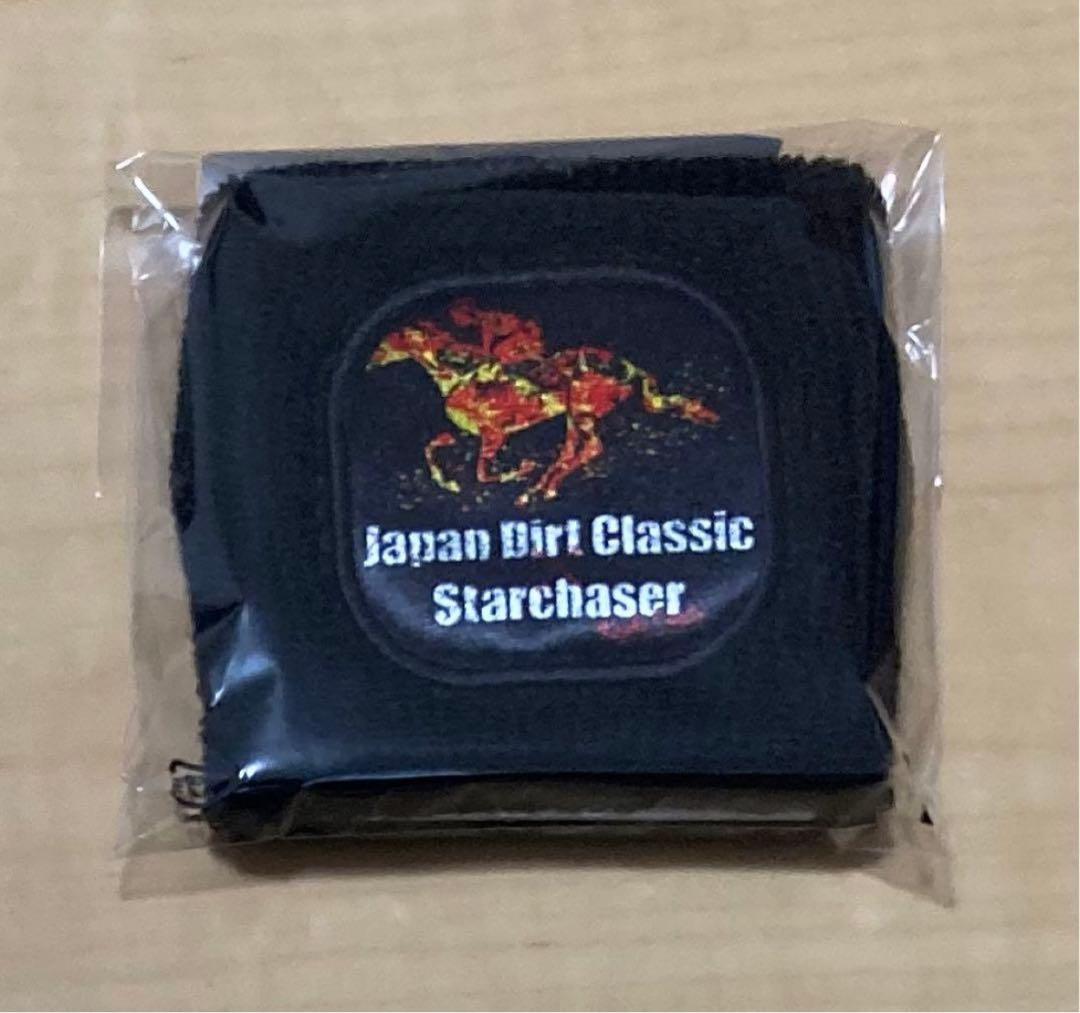 Japan Dirt Classic
Starchaser